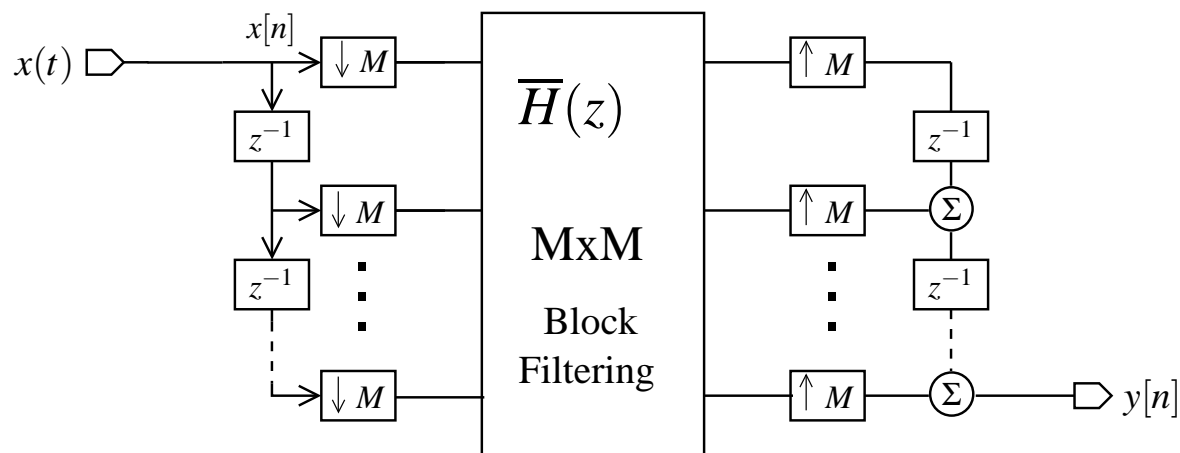 x[n]
x(t)
↓ M
H̅(z)
↑ M
z⁻¹
z⁻¹
↓ M
↑ M
Σ
MxM
z⁻¹
z⁻¹
Block
Filtering
↓ M
↑ M
Σ
y[n]